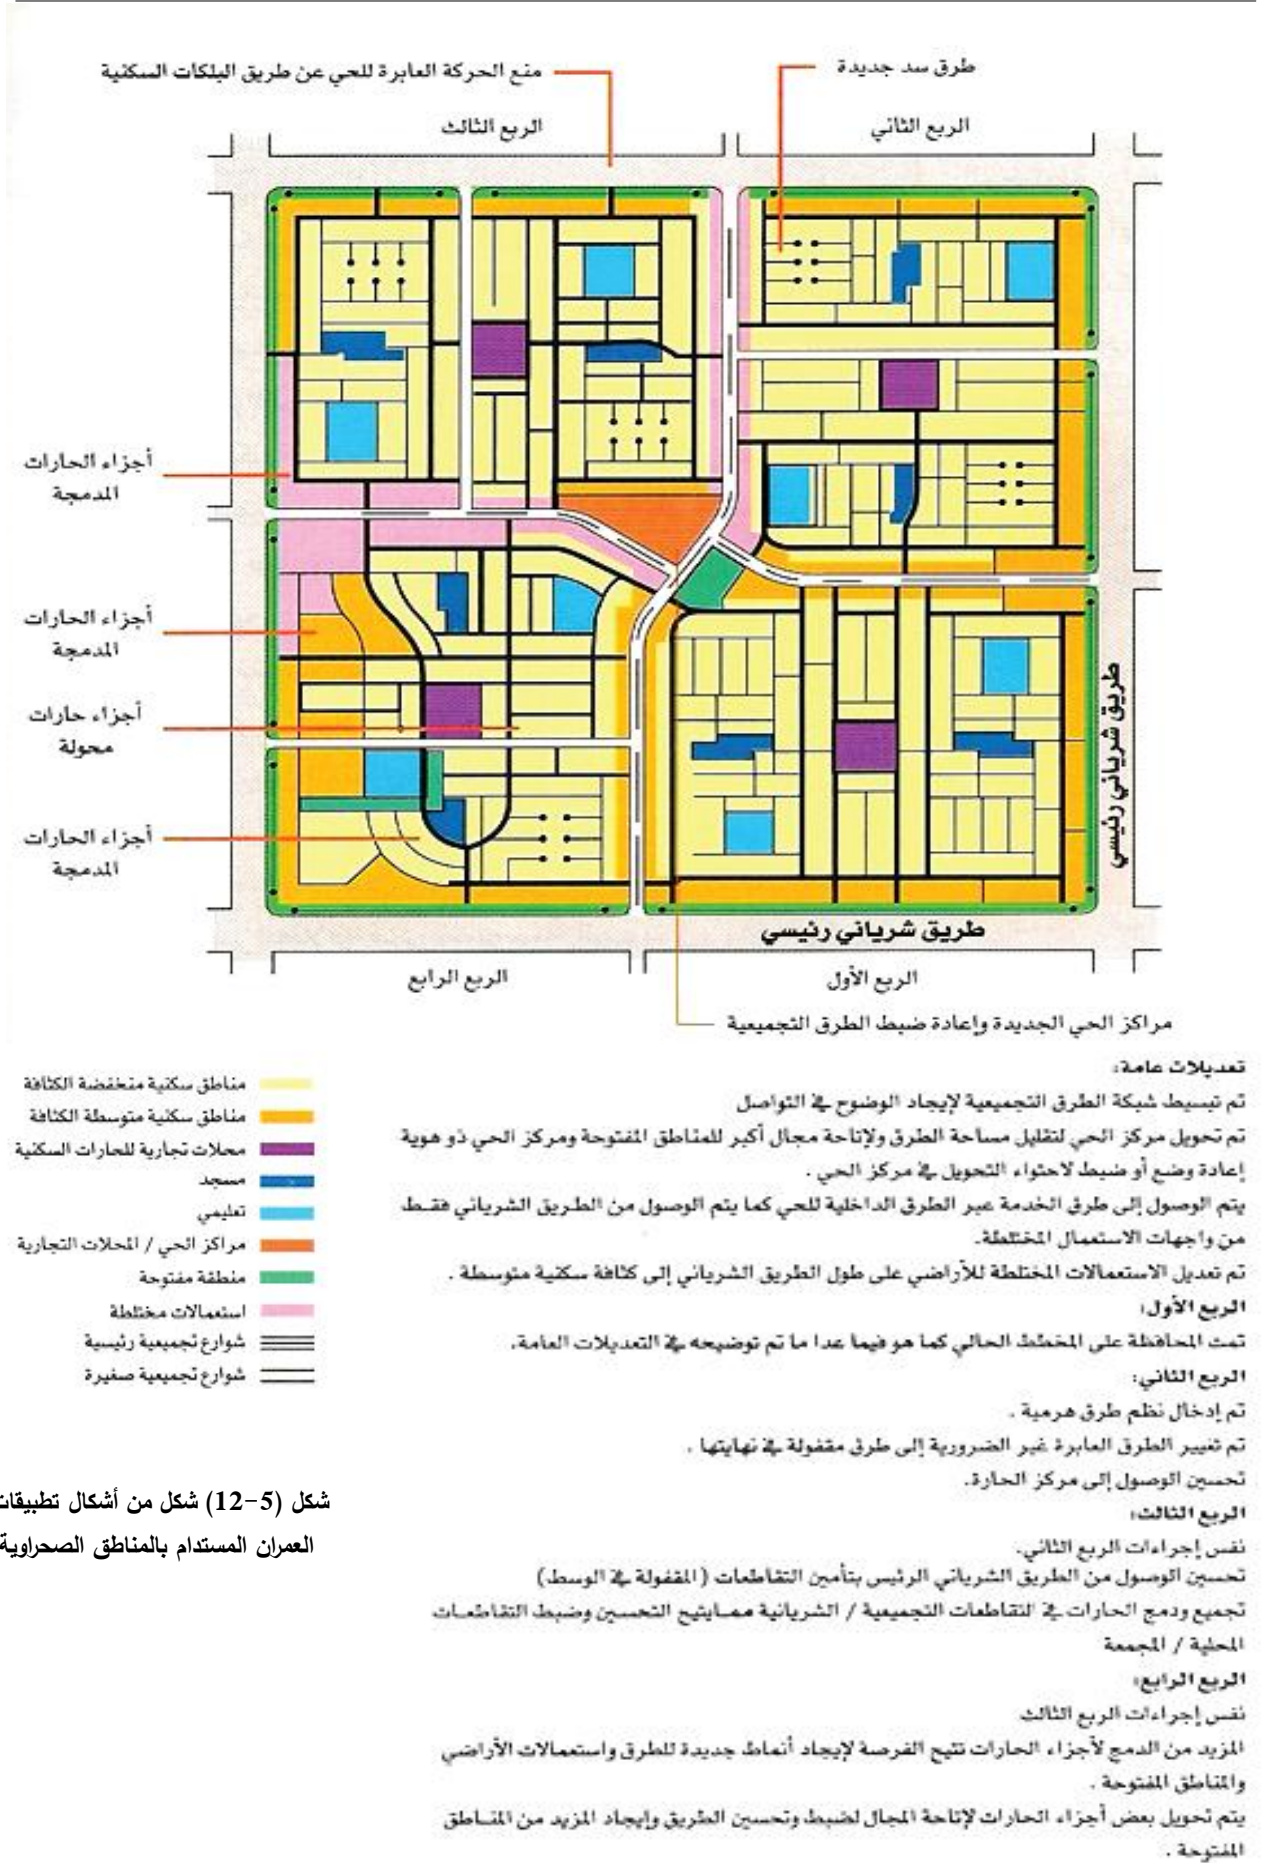 طرق سد جديدة
منع الحركة العابرة للحي عن طريق البلكات السكنية
الربع الثاني
الربع الثالث
أجزاء الحارات
المدمجة
أجزاء الحارات
المدمجة
أجزاء حارات
محولة
أجزاء الحارات
المدمجة
طريق شرياني رئيسي
طريق شرياني رئيسي
الربع الأول
الربع الرابع
مراكز الحي الجديدة وإعادة ضبط الطرق التجميعية
مناطق سكنية منخفضة الكثافة
مناطق سكنية متوسطة الكثافة
محلات تجارية للحارات السكنية
مسجد
تعليمي
مراكز الحي / المحلات التجارية
منطقة مفتوحة
استعمالات مختلطة
شوارع تجميعية رئيسية
شوارع تجميعية صغيرة
تعديلات عامة:
تم تبسيط شبكة الطرق التجميعية لإيجاد الوضوح في التواصل
تم تحويل مركز الحي لتقليل مساحة الطرق ولإتاحة مجال أكبر للمناطق المفتوحة ومركز الحي ذو هوية
إعادة وضع أو ضبط لاحتواء التحويل في مركز الحي .
يتم الوصول إلى طرق الخدمة عبر الطرق الداخلية للحي كما يتم الوصول من الطريق الشرياني فقط
من واجهات الاستعمال المختلطة.
تم تعديل الاستعمالات المختلطة للأراضي على طول الطريق الشرياني إلى كثافة سكنية متوسطة .
الربع الأول:
تمت المحافظة على المخطط الحالي كما هو فيما عدا ما تم توضيحه في التعديلات العامة.
الربع الثاني:
تم إدخال نظم طرق هرمية .
تم تغيير الطرق العابرة غير الضرورية إلى طرق مقفولة في نهايتها .
تحسين الوصول إلى مركز الحارة.
الربع الثالث:
نفس إجراءات الربع الثاني.
تحسين الوصول من الطريق الشرياني الرئيس بتأمين التقاطعات (المقفولة في الوسط)
تجميع ودمج الحارات في التقاطعات التجميعية / الشريانية ممايتيح التحسين وضبط التقاطعات
المحلية / المجمعة
الربع الرابع:
نفس إجراءات الربع الثالث
المزيد من الدمج لأجزاء الحارات تتيح الفرصة لإيجاد أنماط جديدة للطرق واستعمالات الأراضي
والمناطق المفتوحة .
يتم تحويل بعض أجزاء الحارات لإتاحة المجال لضبط وتحسين الطريق وإيجاد المزيد من المناطق
المفتوحة .
شكل (5-12) شكل من أشكال تطبيقات
العمران المستدام بالمناطق الصحراوية